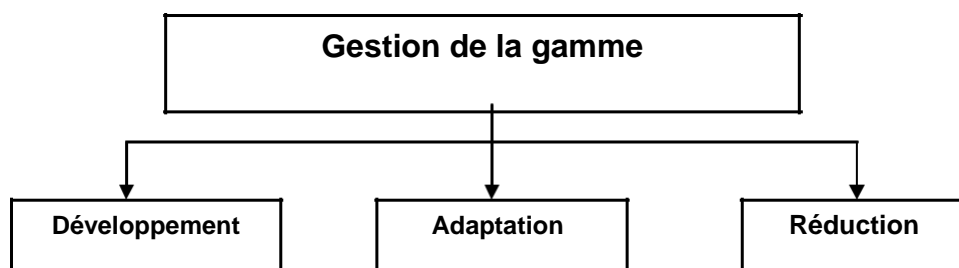 Gestion de la gamme
Développement
Adaptation
Réduction